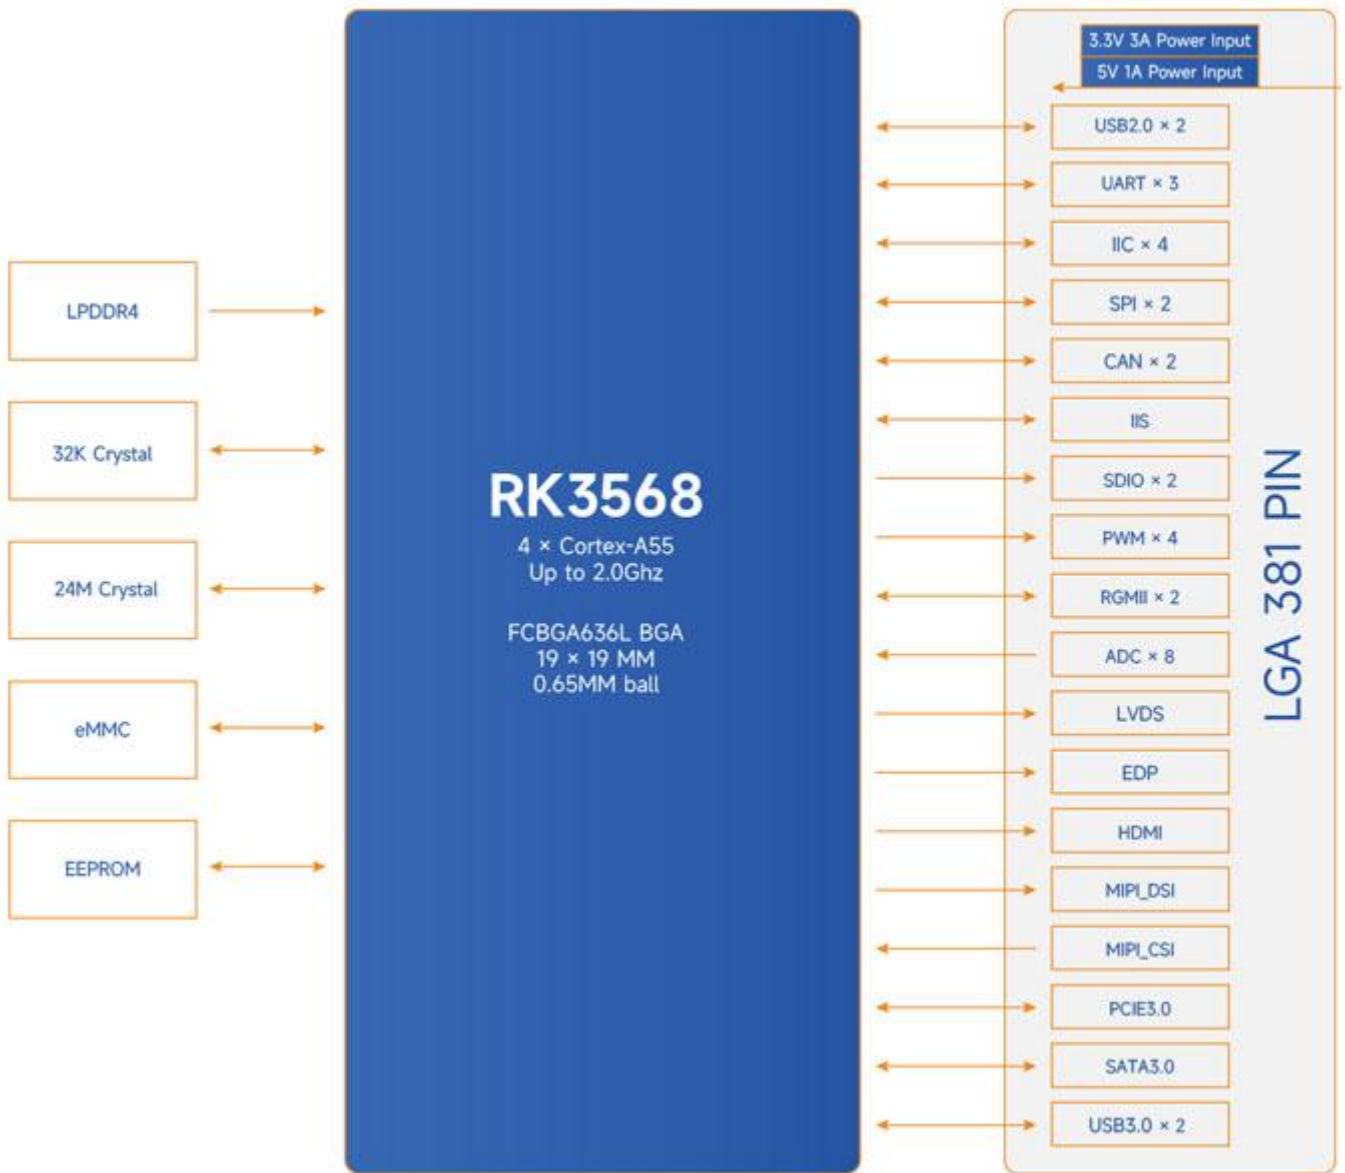 LPDDR4
32K Crystal
24M Crystal
eMMC
EEPROM
RK3568
4 × Cortex-A55
Up to 2.0Ghz
FCBGA636L BGA
19 × 19 MM
0.65MM ball
3.3V 3A Power Input
5V 1A Power Input
USB2.0 × 2
UART × 3
IIC × 4
SPI × 2
CAN × 2
IIS
SDIO × 2
PWM × 4
RGMII × 2
ADC × 8
LVDS
EDP
HDMI
MIPI_DSI
MIPI_CSI
PCIE3.0
SATA3.0
USB3.0 × 2
LGA 381 PIN